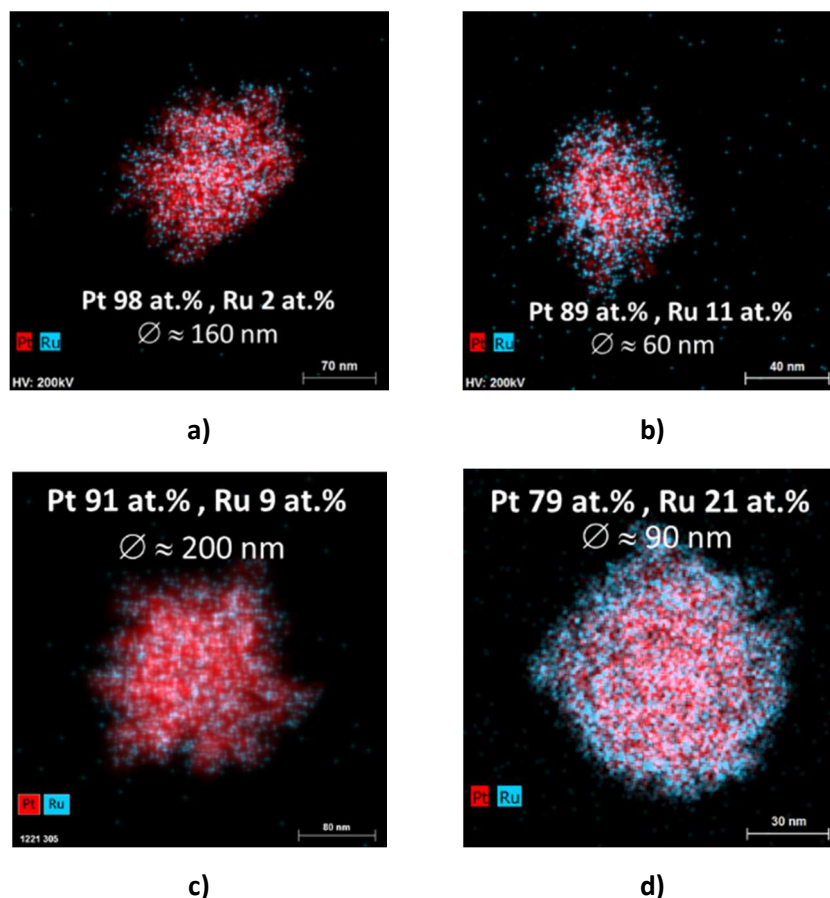 Pt 98 at.% , Ru 2 at.%
∅ ≈ 160 nm
Pt Ru
70 nm
HV: 200kV
a)
Pt 89 at.% , Ru 11 at.%
∅ ≈ 60 nm
Pt Ru
40 nm
HV: 200kV
b)
Pt 91 at.% , Ru 9 at.%
∅ ≈ 200 nm
Pt Ru
80 nm
1221 305
c)
Pt 79 at.% , Ru 21 at.%
∅ ≈ 90 nm
Pt Ru
30 nm
d)